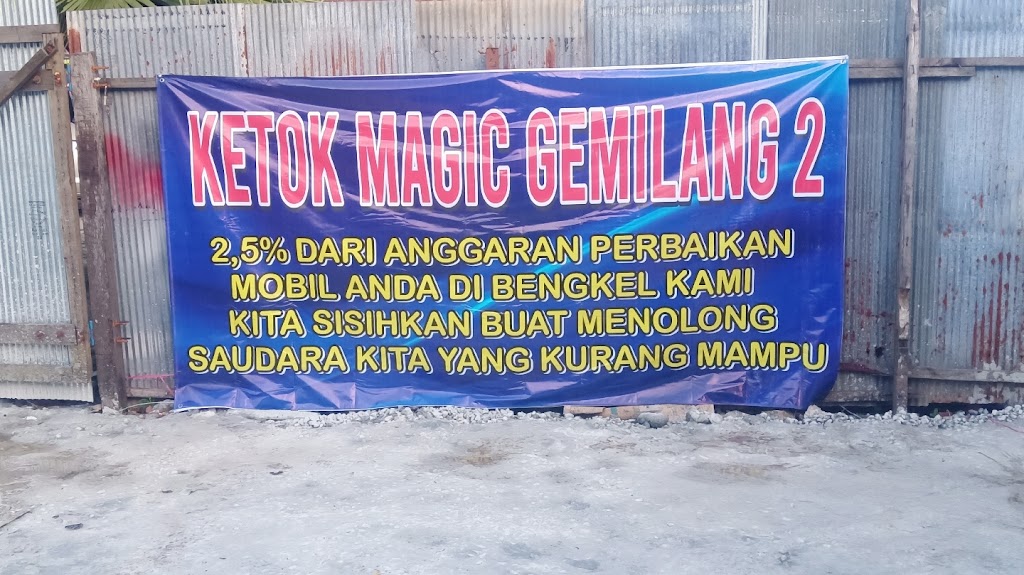 KETOK MAGIC GEMILANG 2
2,5% DARI ANGGARAN PERBAIKAN
MOBIL ANDA DI BENGKEL KAMI
KITA SISIHKAN BUAT MENOLONG
SAUDARA KITA YANG KURANG MAMPU